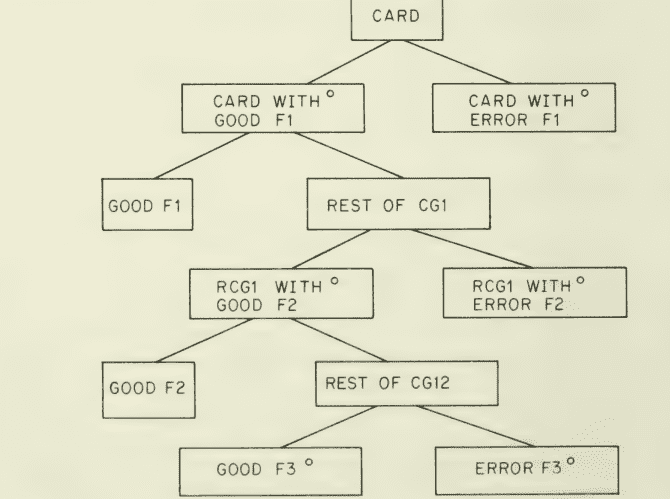 CARD
CARD WITH °
GOOD F1
CARD WITH °
ERROR F1
GOOD F1
REST OF CG1
RCG1 WITH °
GOOD F2
RCG1 WITH °
ERROR F2
GOOD F2
REST OF CG12
GOOD F3 °
ERROR F3 °